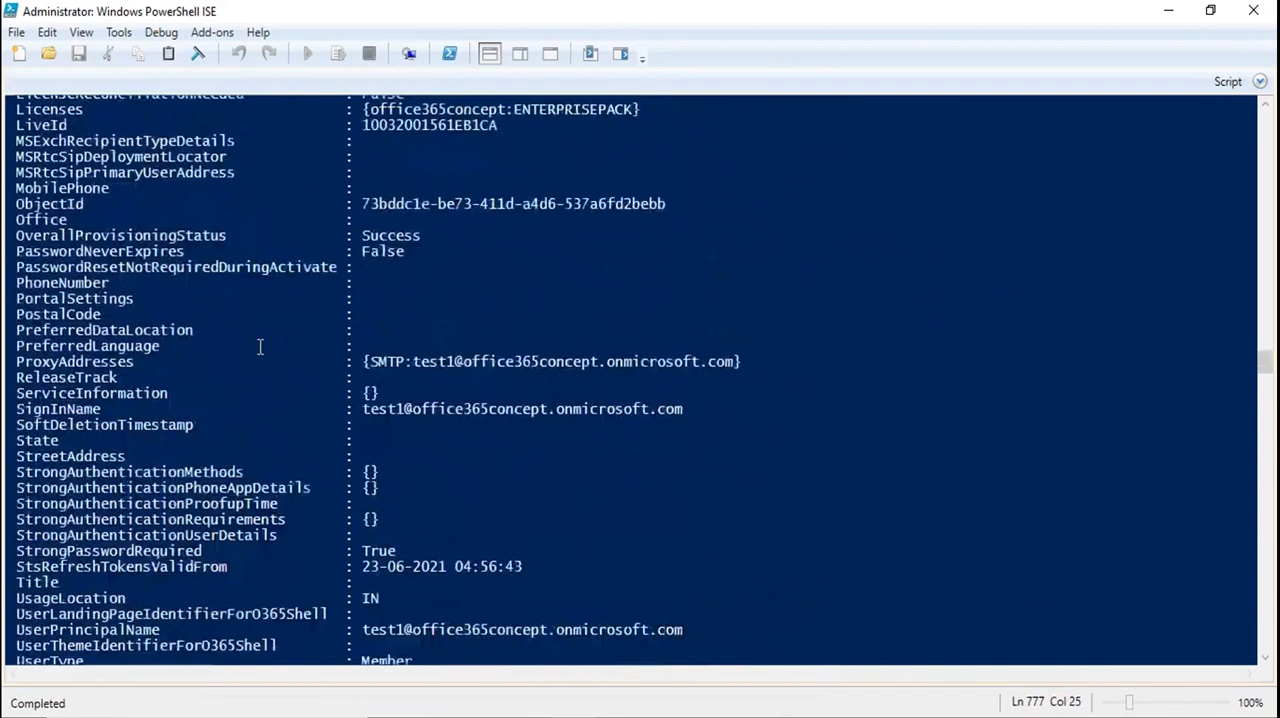 Administrator: Windows PowerShell ISE
File Edit View Tools Debug Add-ons Help
Script
LicenseReconciliationNeeded : False
Licenses : {office365concept:ENTERPRISEPACK}
LiveId : 10032001561EB1CA
MSExchRecipientTypeDetails :
MSRtcSipDeploymentLocator :
MSRtcSipPrimaryUserAddress :
MobilePhone :
ObjectId : 73bddc1e-be73-411d-a4d6-537a6fd2bebb
Office :
OverallProvisioningStatus : Success
PasswordNeverExpires : False
PasswordResetNotRequiredDuringActivate :
PhoneNumber :
PortalSettings :
PostalCode :
PreferredDataLocation :
PreferredLanguage :
ProxyAddresses : {SMTP:test1@office365concept.onmicrosoft.com}
ReleaseTrack :
ServiceInformation : {}
SignInName : test1@office365concept.onmicrosoft.com
SoftDeletionTimestamp :
State :
StreetAddress :
StrongAuthenticationMethods : {}
StrongAuthenticationPhoneAppDetails : {}
StrongAuthenticationProofupTime :
StrongAuthenticationRequirements : {}
StrongAuthenticationUserDetails :
StrongPasswordRequired : True
StsRefreshTokensValidFrom : 23-06-2021 04:56:43
Title :
UsageLocation : IN
UserLandingPageIdentifierForO365Shell :
UserPrincipalName : test1@office365concept.onmicrosoft.com
UserThemeIdentifierForO365Shell :
UserType : Member
Completed Ln 777 Col 25 100%